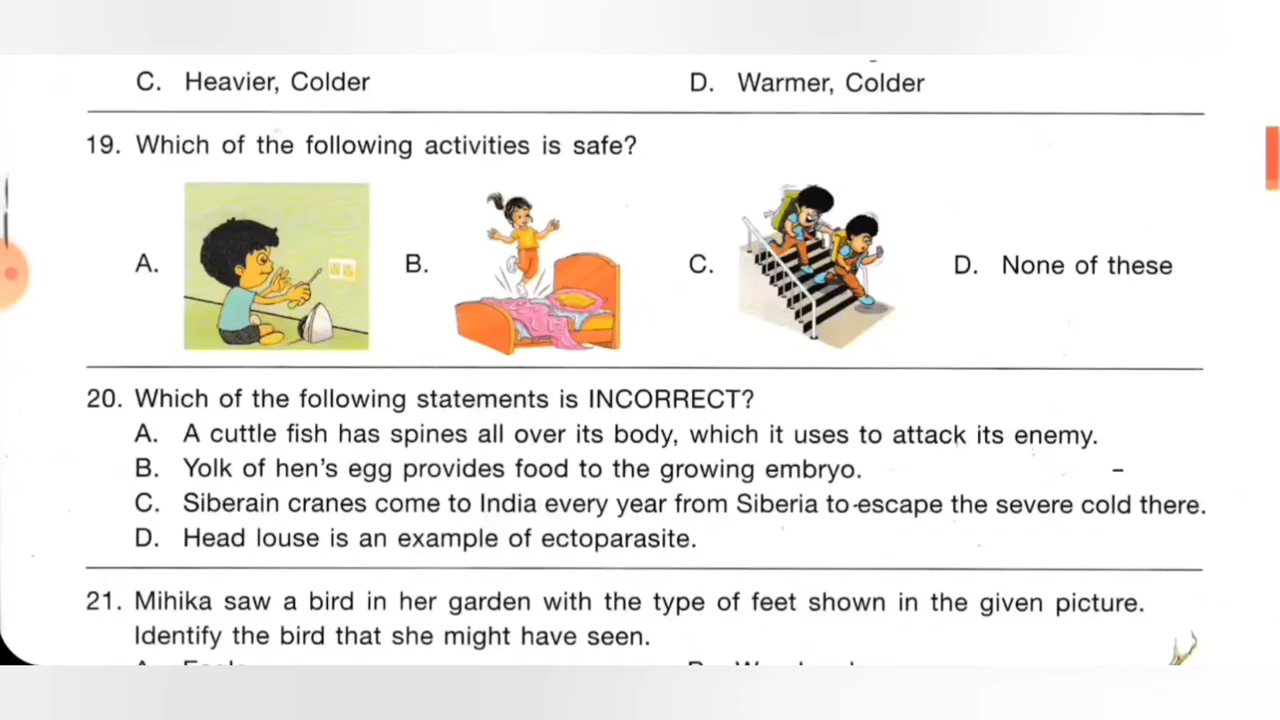 C. Heavier, Colder D. Warmer, Colder
19. Which of the following activities is safe?
A. B. C. D. None of these
20. Which of the following statements is INCORRECT?
A. A cuttle fish has spines all over its body, which it uses to attack its enemy.
B. Yolk of hen's egg provides food to the growing embryo.
C. Siberain cranes come to India every year from Siberia to escape the severe cold there.
D. Head louse is an example of ectoparasite.
21. Mihika saw a bird in her garden with the type of feet shown in the given picture.
Identify the bird that she might have seen.